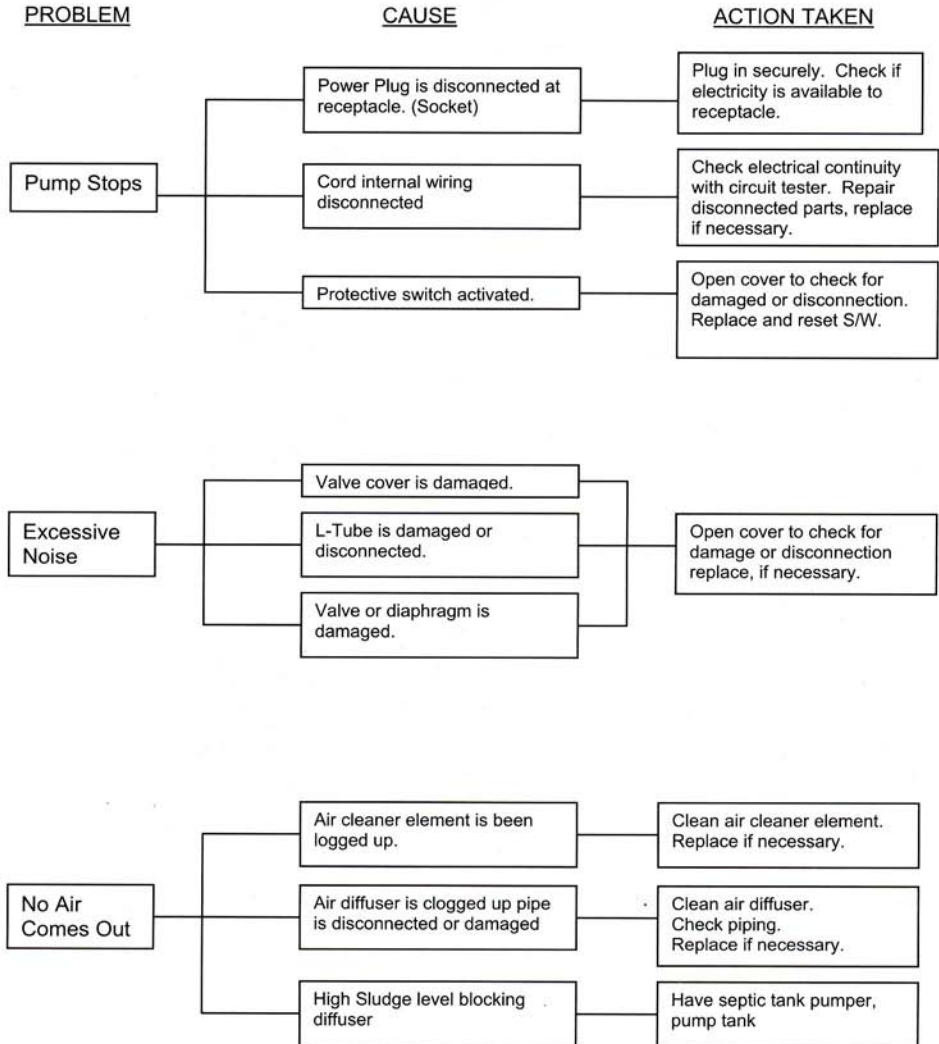 PROBLEM
CAUSE
ACTION TAKEN
Pump Stops
Power Plug is disconnected at
receptacle. (Socket)
Plug in securely. Check if
electricity is available to
receptacle.
Cord internal wiring
disconnected
Check electrical continuity
with circuit tester. Repair
disconnected parts, replace
if necessary.
Protective switch activated.
Open cover to check for
damaged or disconnection.
Replace and reset S/W.
Excessive
Noise
Valve cover is damaged.
L-Tube is damaged or
disconnected.
Valve or diaphragm is
damaged.
Open cover to check for
damage or disconnection
replace, if necessary.
No Air
Comes Out
Air cleaner element is been
logged up.
Clean air cleaner element.
Replace if necessary.
Air diffuser is clogged up pipe
is disconnected or damaged
Clean air diffuser.
Check piping.
Replace if necessary.
High Sludge level blocking
diffuser
Have septic tank pumper,
pump tank